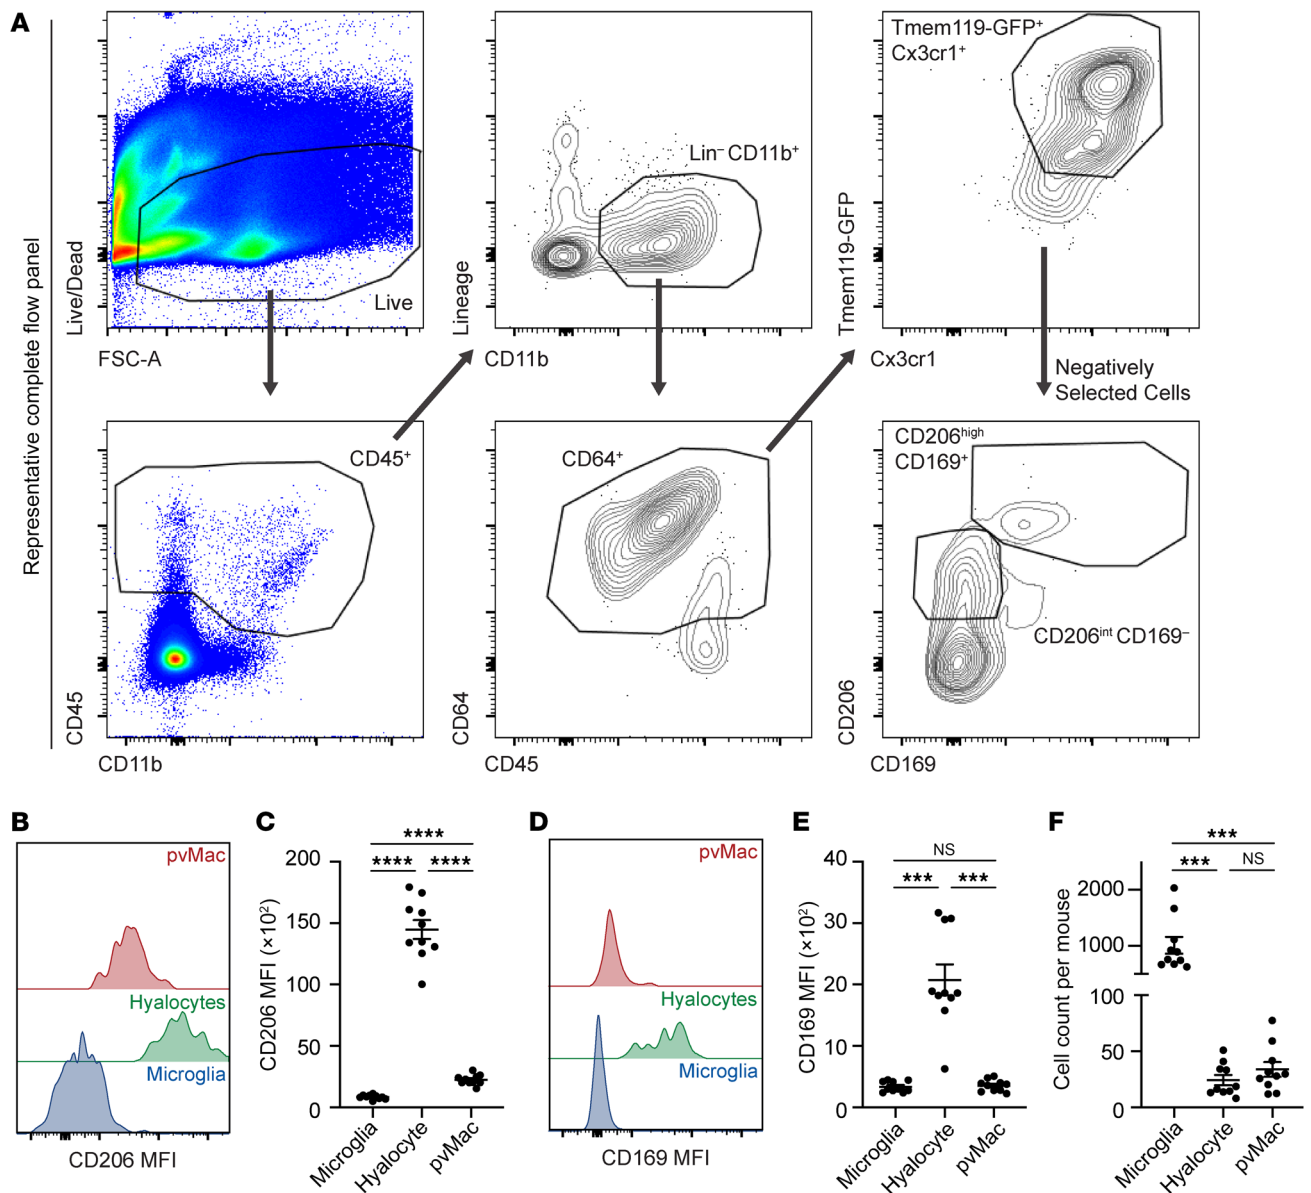 A
Representative complete flow panel
Live/Dead
Live
FSC-A
Lineage
Lin– CD11b+
CD11b
Tmem119-GFP+
Cx3cr1+
Tmem119-GFP
Cx3cr1
Negatively
Selected Cells
CD45
CD45+
CD11b
CD64
CD64+
CD45
CD206high
CD169+
CD206int CD169–
CD206
CD169
B
pvMac
Hyalocytes
Microglia
CD206 MFI
C
****
**** ****
CD206 MFI (×10²)
200
150
100
50
0
Microglia
Hyalocyte
pvMac
D
pvMac
Hyalocytes
Microglia
CD169 MFI
E
NS
*** ***
CD169 MFI (×10²)
40
30
20
10
0
Microglia
Hyalocyte
pvMac
F
***
*** NS
Cell count per mouse
2000
1000
100
50
0
Microglia
Hyalocyte
pvMac